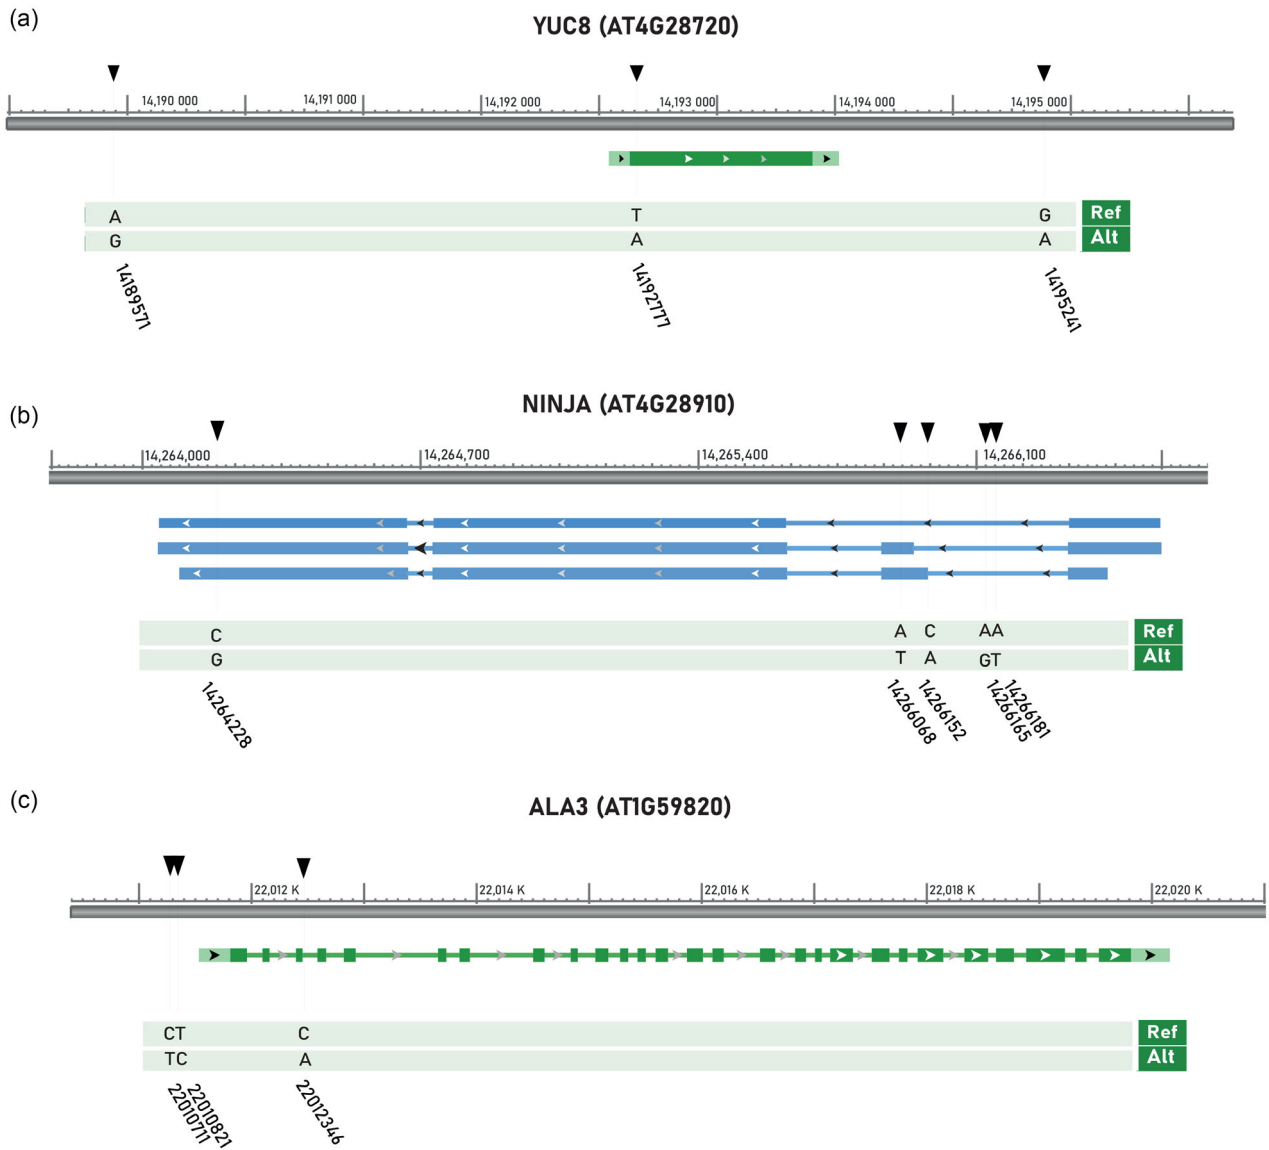 (a)
YUC8 (AT4G28720)
14,190 000 14,191 000 14,192 000 14,193 000 14,194 000 14,195 000
A T G Ref
G A A Alt
14189571 14192777 14195241
(b)
NINJA (AT4G28910)
14,264,000 14,264,700 14,265,400 14,266,100
C A C AA Ref
G T A GT Alt
14264228 14266068 14266152 14266165 14266181
(c)
ALA3 (AT1G59820)
22,012 K 22,014 K 22,016 K 22,018 K 22,020 K
CT C Ref
TC A Alt
22010711 22010821 22012346